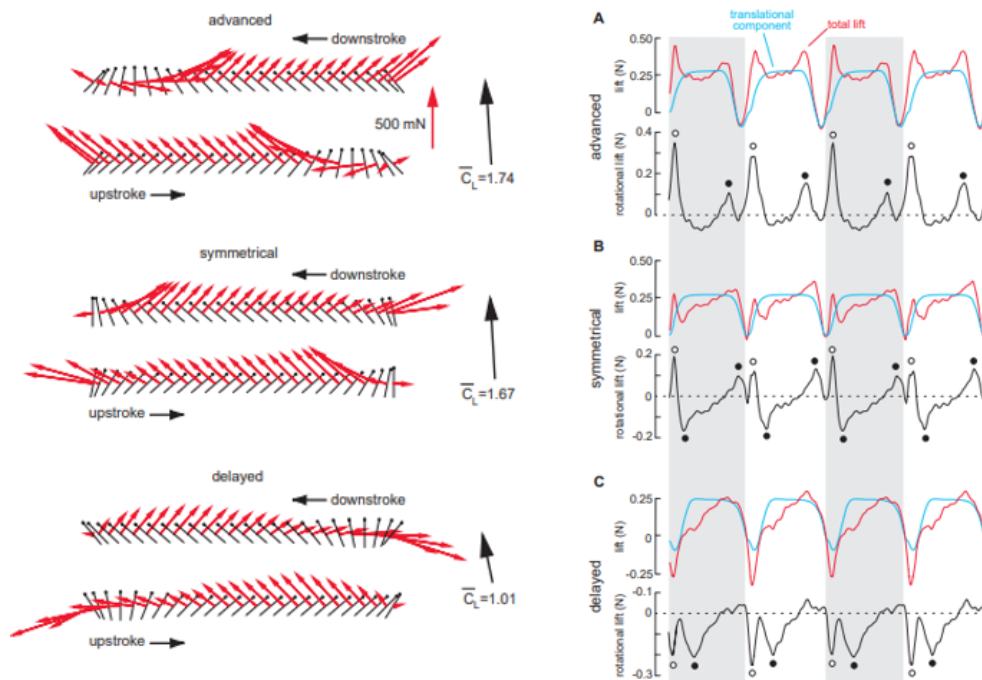 advanced
downstroke
500 mN
C̅L=1.74
upstroke
symmetrical
downstroke
C̅L=1.67
upstroke
delayed
downstroke
C̅L=1.01
upstroke
A
translational
component
total lift
advanced
lift (N)
0.50
0.25
0
rotational lift (N)
0.4
0.2
0
B
symmetrical
lift (N)
0.50
0.25
0
rotational lift (N)
0.2
0
-0.2
C
delayed
lift (N)
0.25
0
-0.25
rotational lift (N)
-0.1
0